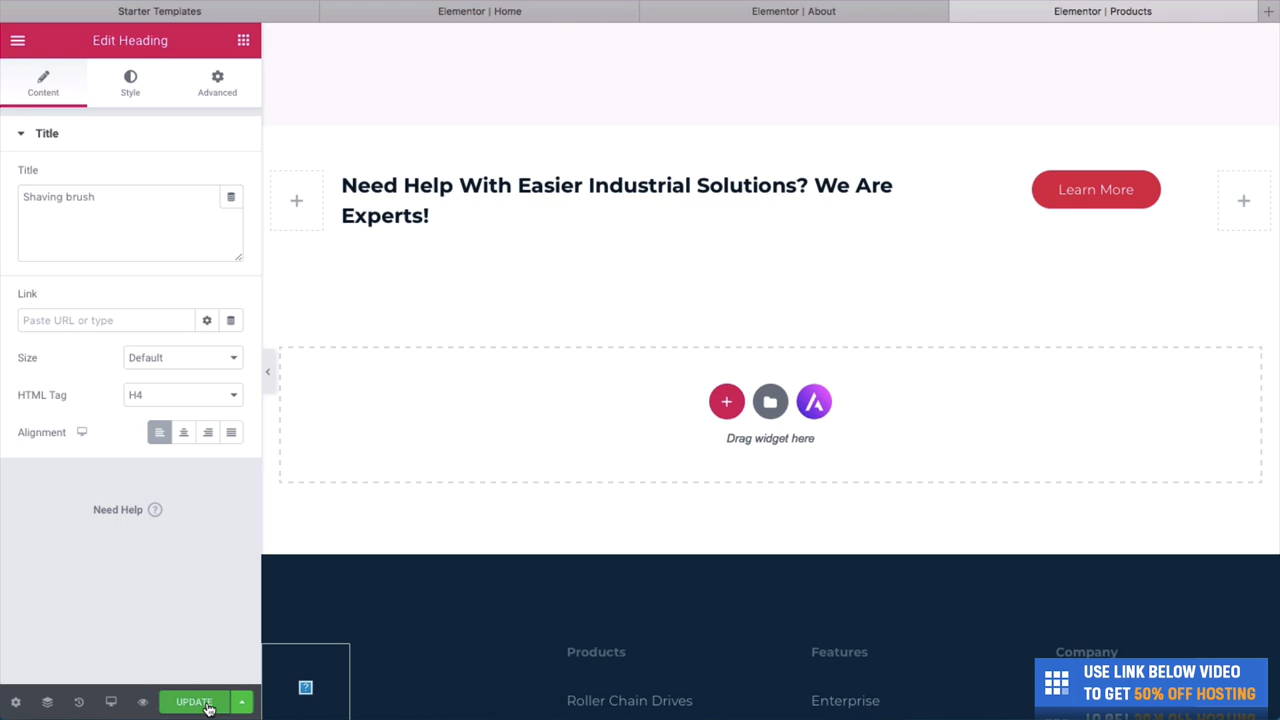 Starter Templates
Elementor | Home
Elementor | About
Elementor | Products
Edit Heading
Content
Style
Advanced
Title
Title
Shaving brush
Link
Paste URL or type
Size
Default
HTML Tag
H4
Alignment
Need Help
UPDATE
Need Help With Easier Industrial Solutions? We Are
Experts!
Learn More
Drag widget here
Products
Features
Company
Roller Chain Drives
Enterprise
USE LINK BELOW VIDEO
TO GET 50% OFF HOSTING